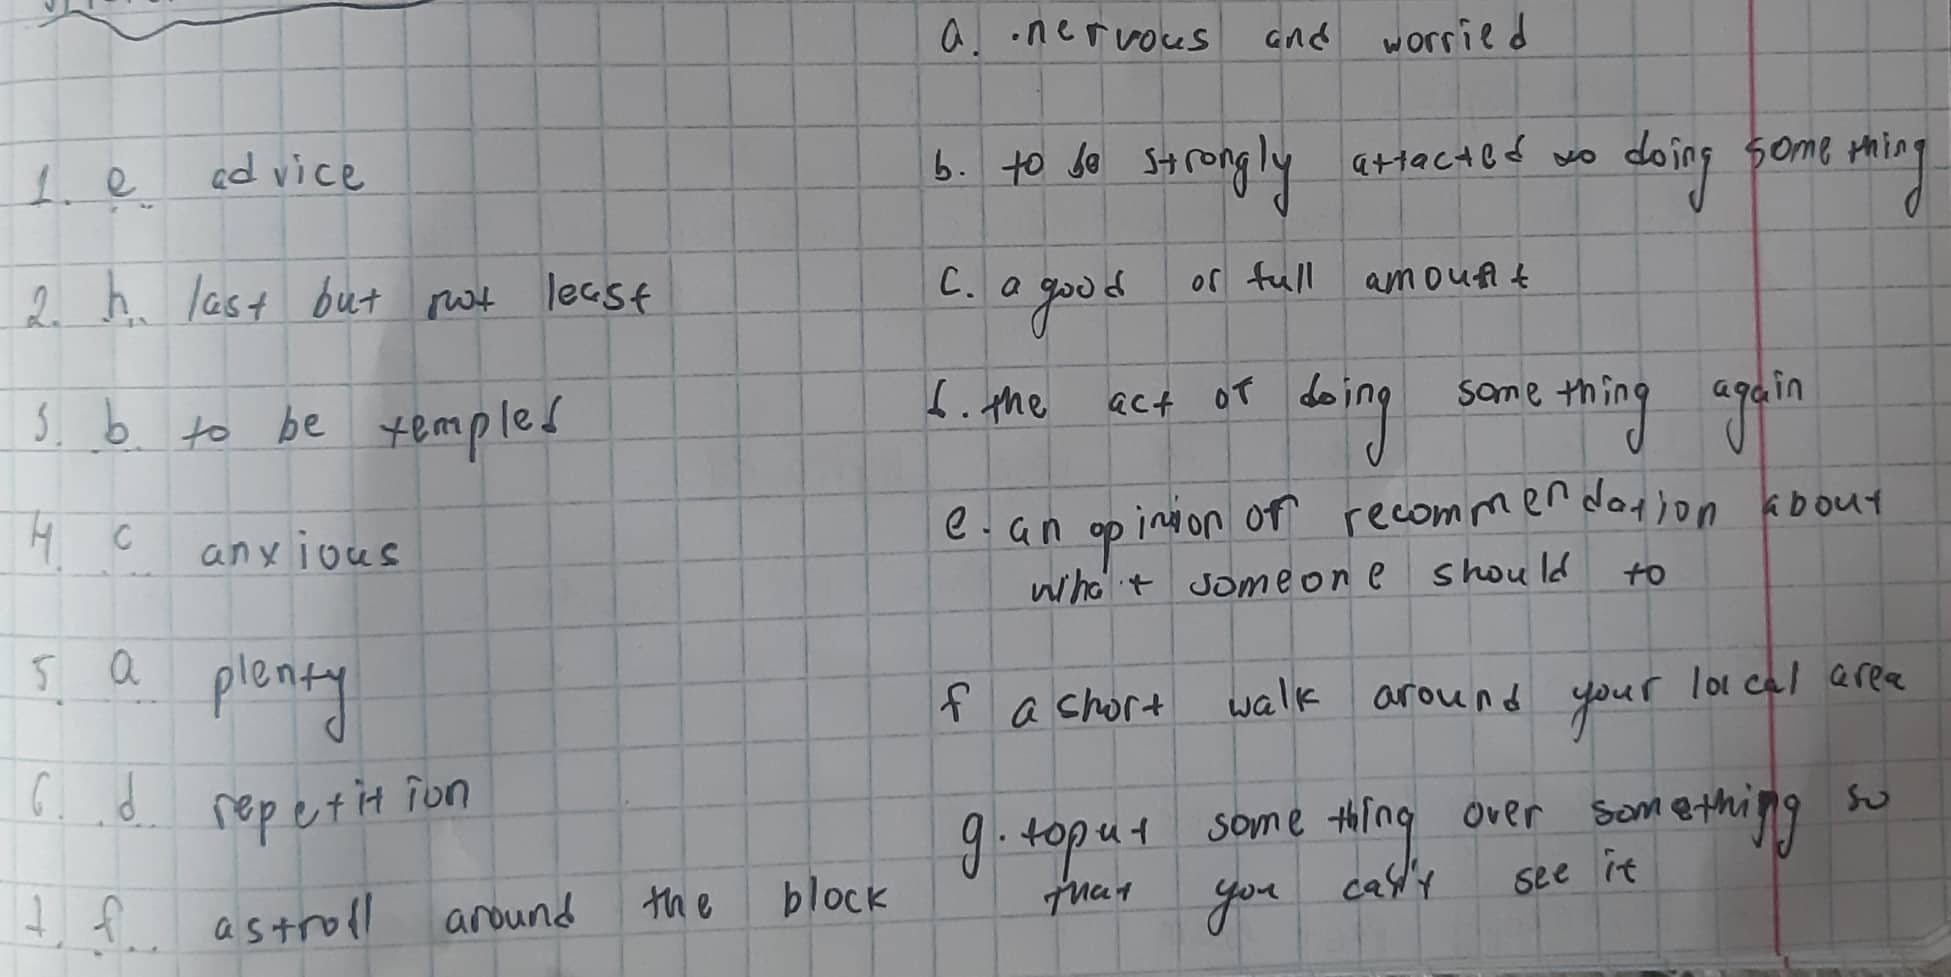 a. nervous and worried
1. e. advice
b. to be strongly attacted to doing something
2. h. last but not least
c. a good or full amount
3. b. to be templed
d. the act of doing something again
4. c anxious
e. an opinion or recommendation about
what someone should to
5. a plenty
f a short walk around your local area
6. d repetition
g. to put something over something so
that you can't see it
7. f. a stroll around the block